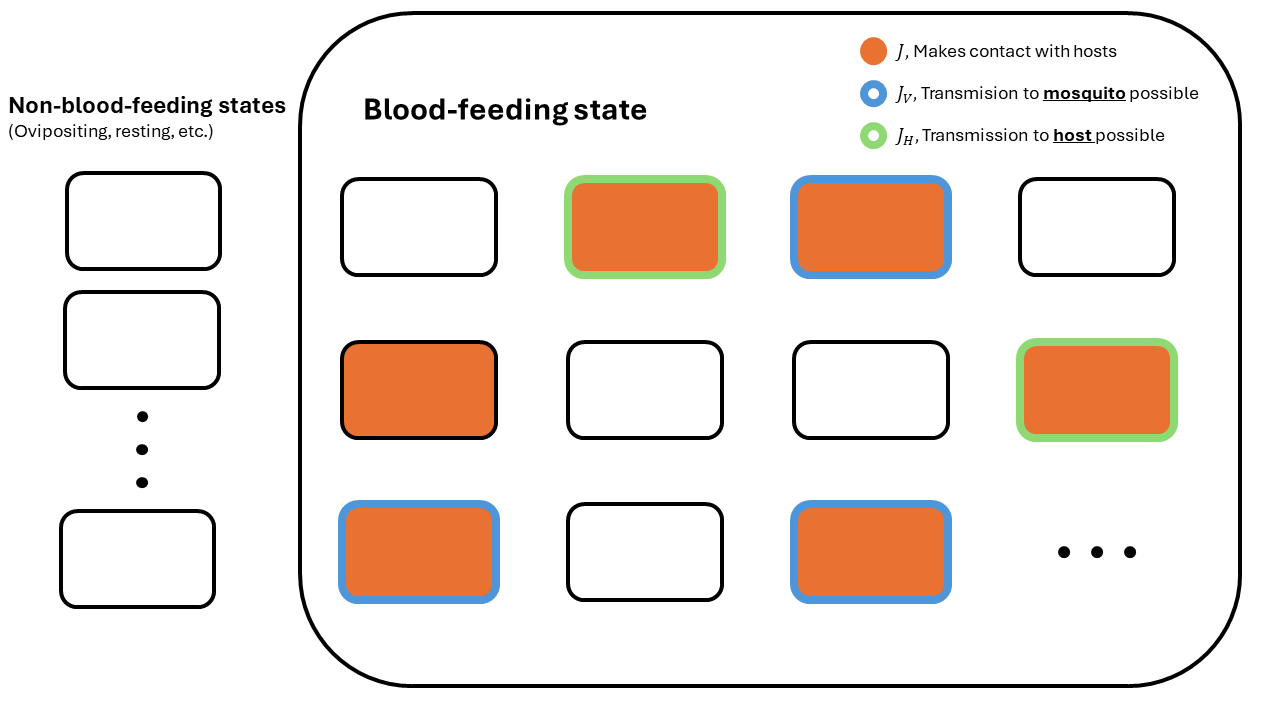 Non-blood-feeding states
(Ovipositing, resting, etc.)
Blood-feeding state
J, Makes contact with hosts
J_V, Transmision to mosquito possible
J_H, Transmission to host possible